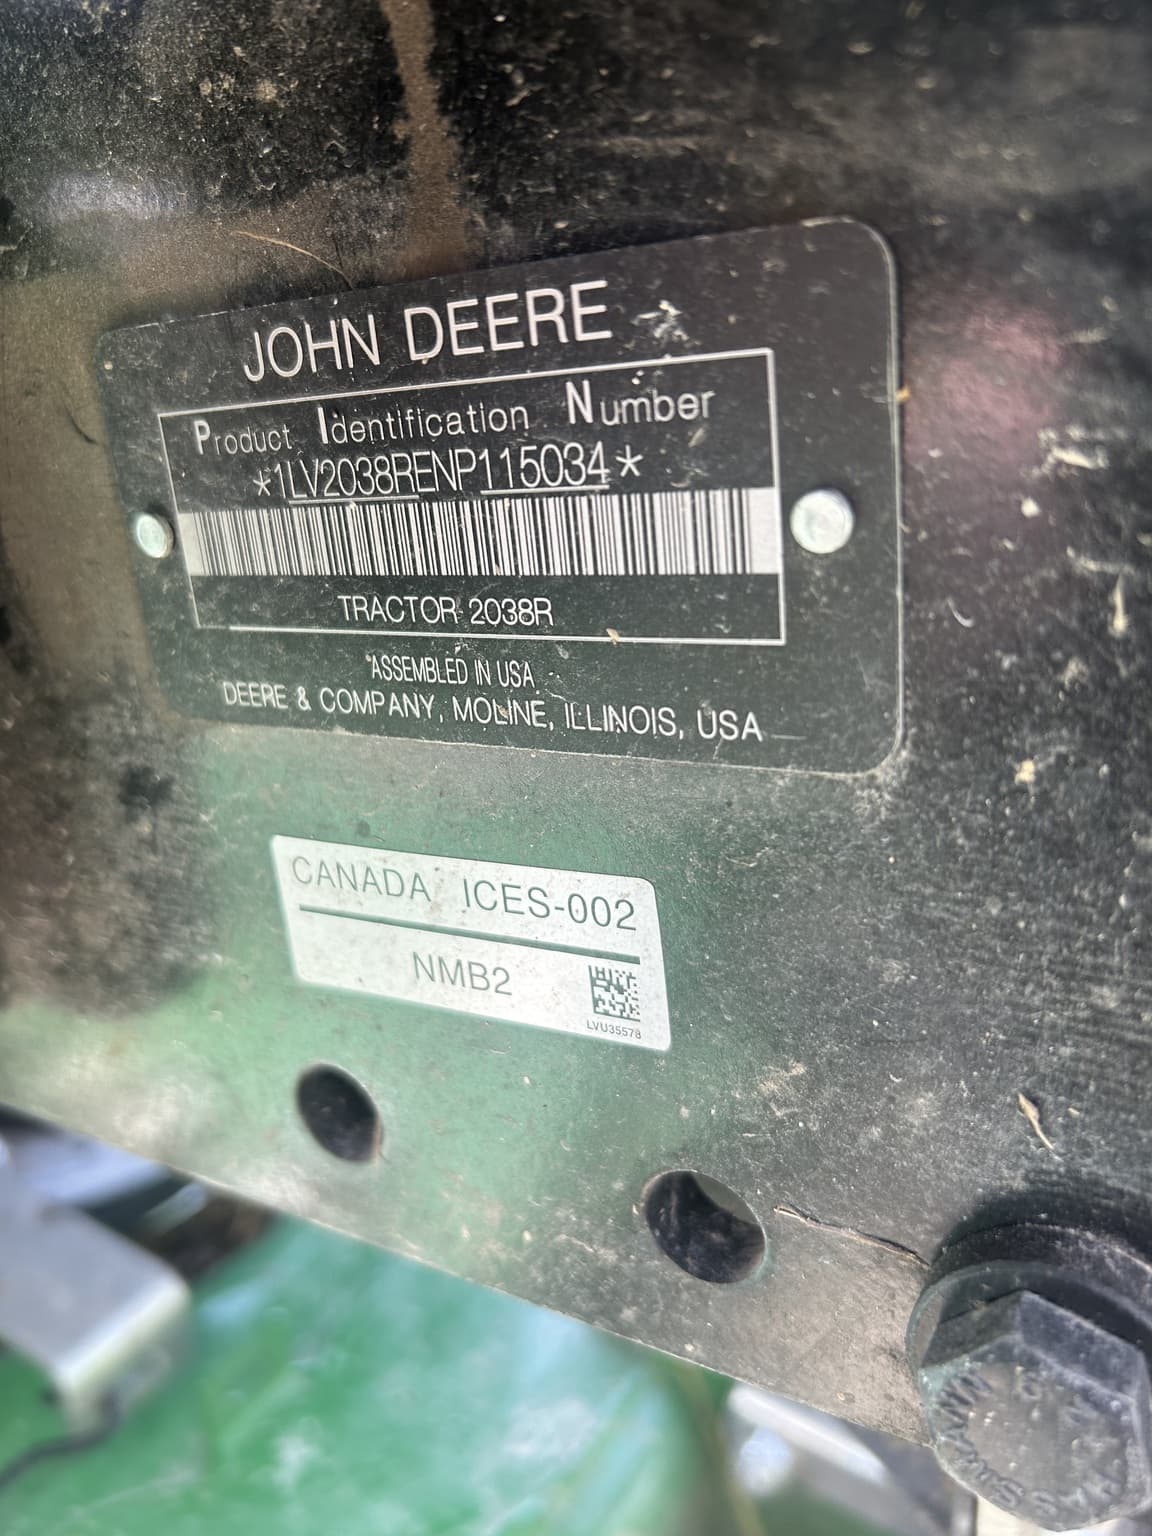 JOHN DEERE
Product Identification Number
*1LV2038RENP115034*
TRACTOR 2038R
ASSEMBLED IN USA
DEERE & COMPANY, MOLINE, ILLINOIS, USA
CANADA ICES-002
NMB2
LVU35578